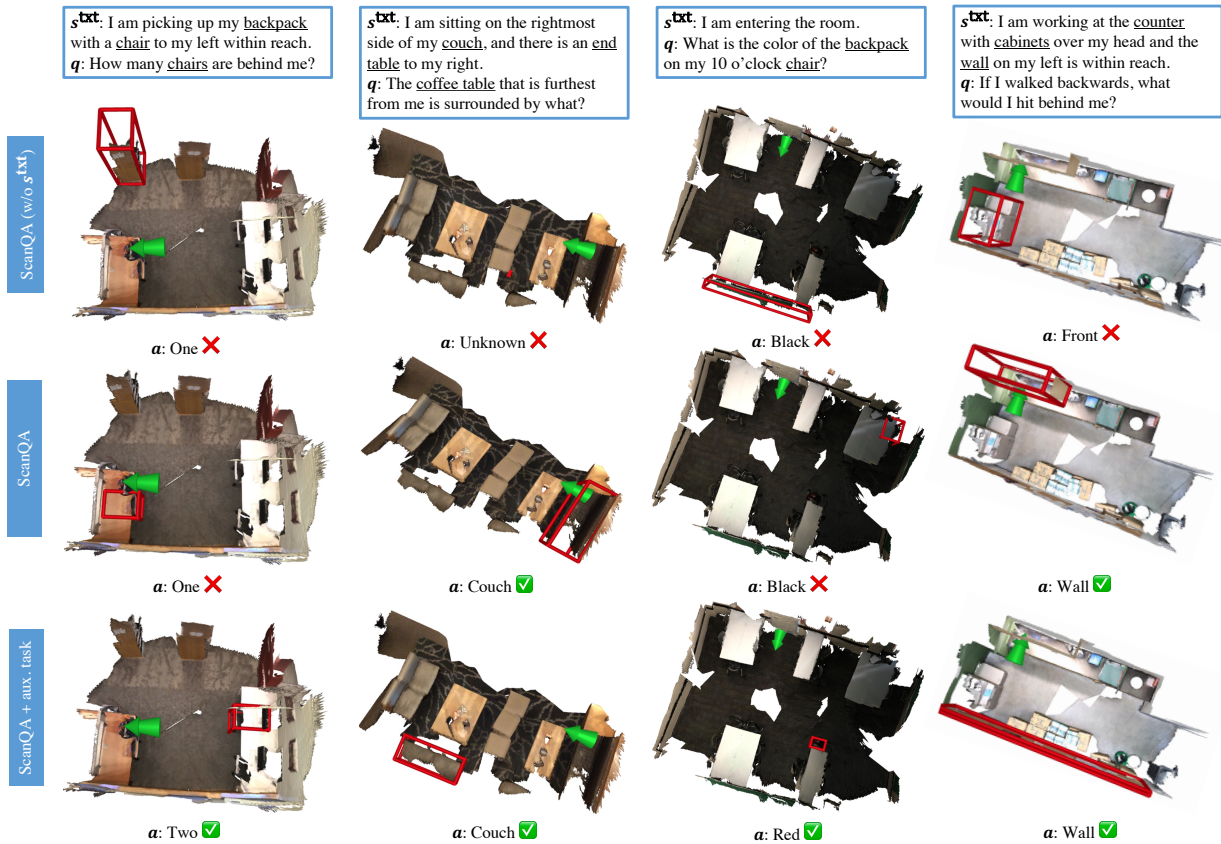 s^txt: I am picking up my backpack
with a chair to my left within reach.
q: How many chairs are behind me?
s^txt: I am sitting on the rightmost
side of my couch, and there is an end
table to my right.
q: The coffee table that is furthest
from me is surrounded by what?
s^txt: I am entering the room.
q: What is the color of the backpack
on my 10 o'clock chair?
s^txt: I am working at the counter
with cabinets over my head and the
wall on my left is within reach.
q: If I walked backwards, what
would I hit behind me?
ScanQA (w/o s^txt)
a: One
a: Unknown
a: Black
a: Front
ScanQA
a: One
a: Couch
a: Black
a: Wall
ScanQA + aux. task
a: Two
a: Couch
a: Red
a: Wall